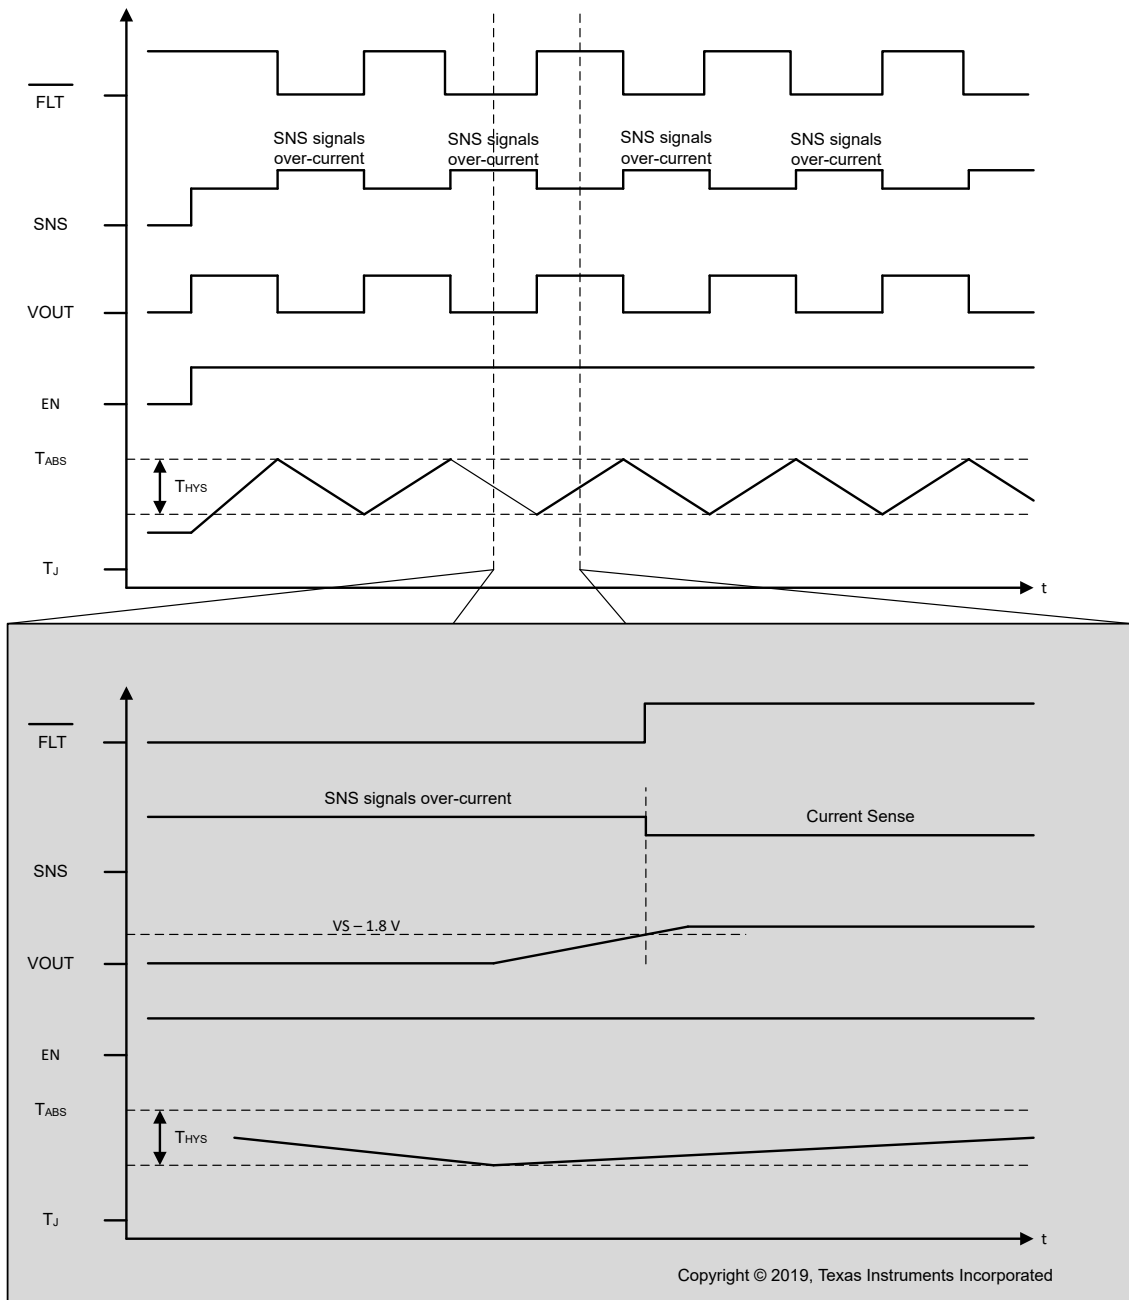 FLT
SNS signals over-current
SNS signals over-current
SNS signals over-current
SNS signals over-current
SNS
VOUT
EN
TABS
THYS
TJ
t
FLT
SNS signals over-current
Current Sense
SNS
VS – 1.8 V
VOUT
EN
TABS
THYS
TJ
t
Copyright © 2019, Texas Instruments Incorporated